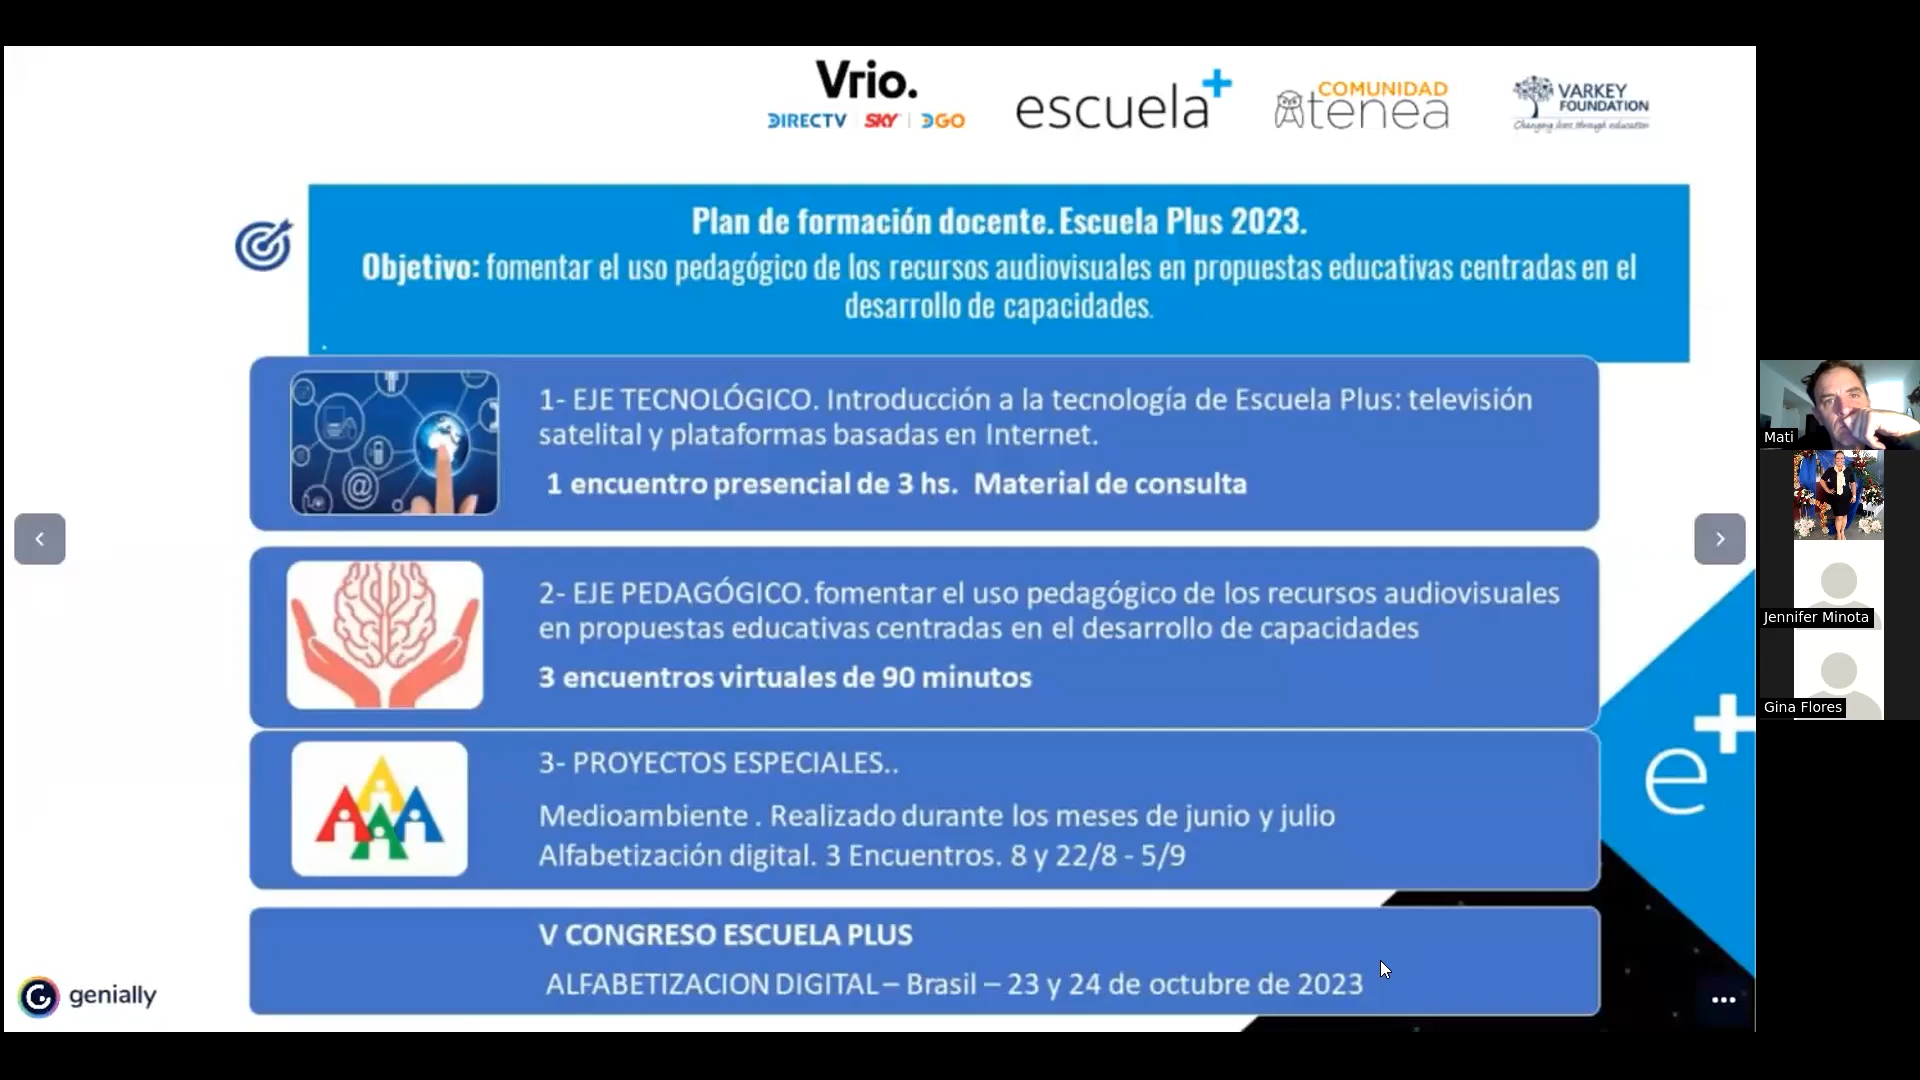 Vrio.
DIRECTV | SKY | DGO
escuela+
COMUNIDAD
atenea
VARKEY
FOUNDATION
Changing lives through education
Plan de formación docente. Escuela Plus 2023.
Objetivo: fomentar el uso pedagógico de los recursos audiovisuales en propuestas educativas centradas en el
desarrollo de capacidades.
.
1- EJE TECNOLÓGICO. Introducción a la tecnología de Escuela Plus: televisión
satelital y plataformas basadas en Internet.
1 encuentro presencial de 3 hs. Material de consulta
2- EJE PEDAGÓGICO. fomentar el uso pedagógico de los recursos audiovisuales
en propuestas educativas centradas en el desarrollo de capacidades
3 encuentros virtuales de 90 minutos
3- PROYECTOS ESPECIALES..
Medioambiente . Realizado durante los meses de junio y julio
Alfabetización digital. 3 Encuentros. 8 y 22/8 - 5/9
V CONGRESO ESCUELA PLUS
ALFABETIZACION DIGITAL – Brasil – 23 y 24 de octubre de 2023
e+
genially
Mati
Jennifer Minota
Gina Flores